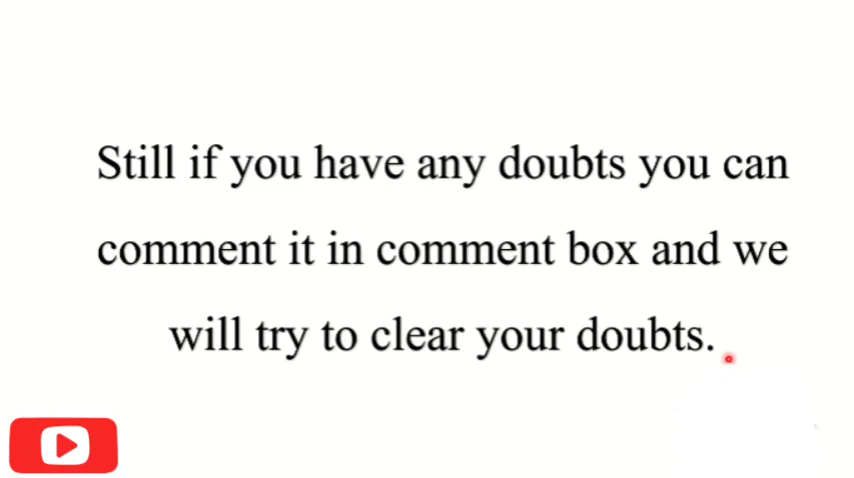 Still if you have any doubts you can
comment it in comment box and we
will try to clear your doubts.